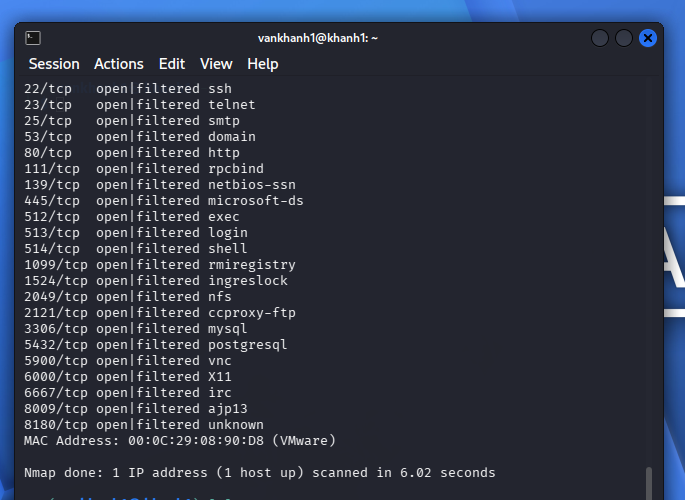 vankhanh1@khanh1: ~
Session Actions Edit View Help
22/tcp open|filtered ssh
23/tcp open|filtered telnet
25/tcp open|filtered smtp
53/tcp open|filtered domain
80/tcp open|filtered http
111/tcp open|filtered rpcbind
139/tcp open|filtered netbios-ssn
445/tcp open|filtered microsoft-ds
512/tcp open|filtered exec
513/tcp open|filtered login
514/tcp open|filtered shell
1099/tcp open|filtered rmiregistry
1524/tcp open|filtered ingreslock
2049/tcp open|filtered nfs
2121/tcp open|filtered ccproxy-ftp
3306/tcp open|filtered mysql
5432/tcp open|filtered postgresql
5900/tcp open|filtered vnc
6000/tcp open|filtered X11
6667/tcp open|filtered irc
8009/tcp open|filtered ajp13
8180/tcp open|filtered unknown
MAC Address: 00:0C:29:08:90:D8 (VMware)
Nmap done: 1 IP address (1 host up) scanned in 6.02 seconds